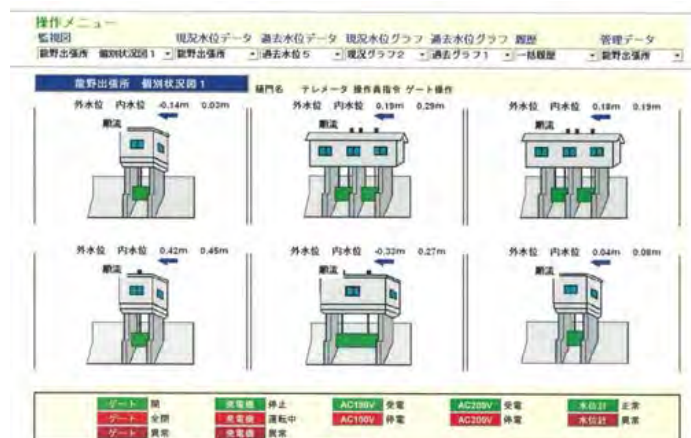 操作メニュー
監視図 現況水位データ 過去水位データ 現況水位グラフ 過去水位グラフ 履歴 管理データ
龍野出張所 個別状況図1 龍野出張所 過去水位5 現況グラフ2 過去グラフ1 一括履歴 龍野出張所
龍野出張所 個別状況図1 樋門名 テレメータ 操作員指令 ゲート操作
外水位 内水位 -0.14m 0.03m 外水位 内水位 0.19m 0.29m 外水位 内水位 0.18m 0.19m
順流 順流 順流
外水位 内水位 0.42m 0.45m 外水位 内水位 -0.33m 0.27m 外水位 内水位 0.04m 0.08m
順流 順流 順流
ゲート 開 発電機 停止 AC100V 受電 AC200V 受電 水位計 正常
ゲート 全閉 発電機 運転中 AC100V 停電 AC200V 停電 水位計 異常
ゲート 異常 発電機 異常